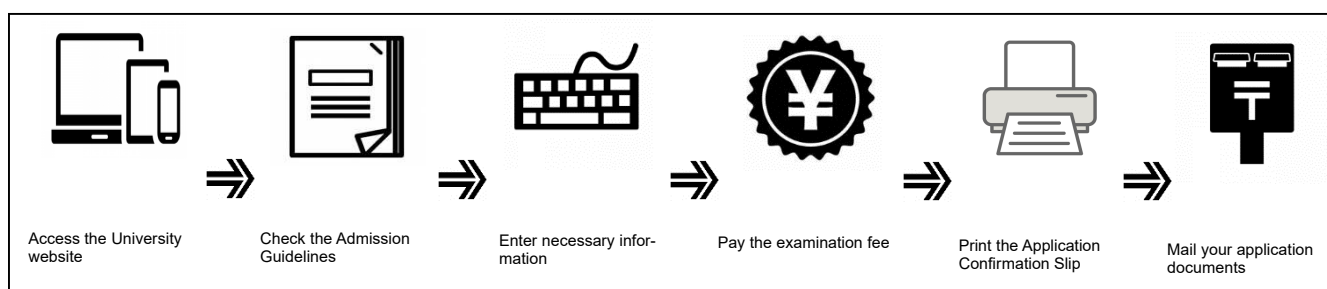 Access the University
website
Check the Admission
Guidelines
Enter necessary infor-
mation
Pay the examination fee
Print the Application
Confirmation Slip
Mail your application
documents